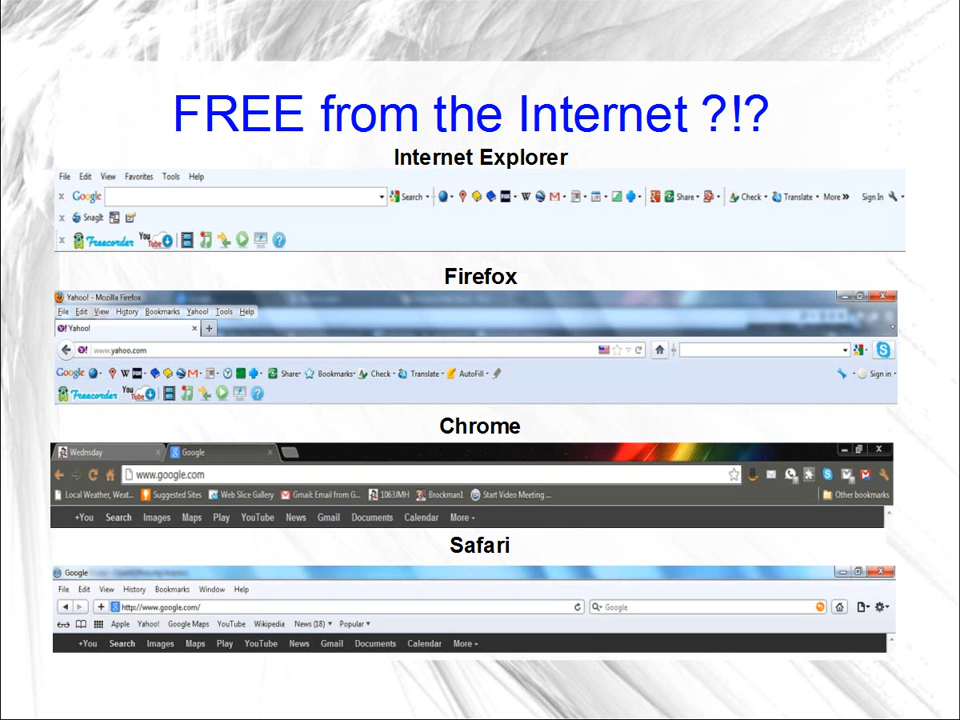 FREE from the Internet ?!?
Internet Explorer
File Edit View Favorites Tools Help
x Google Search Share Check Translate More » Sign In
x SnagIt
x Freecorder YouTube
Firefox
Yahoo! - Mozilla Firefox
File Edit View History Bookmarks Yahoo! Tools Help
Y! Yahoo! x +
Y! www.yahoo.com
Google W M Share Bookmarks Check Translate AutoFill Sign in
Freecorder YouTube
Chrome
Wednsday x Google x
www.google.com
Local Weather, Weat... Suggested Sites Web Slice Gallery Gmail: Email from G... 1063JMH Brockman1 Start Video Meeting ... Other bookmarks
+You Search Images Maps Play YouTube News Gmail Documents Calendar More
Safari
Google
File Edit View History Bookmarks Window Help
+ http://www.google.com/ Q Google
Apple Yahoo! Google Maps YouTube Wikipedia News (18) Popular
+You Search Images Maps Play YouTube News Gmail Documents Calendar More